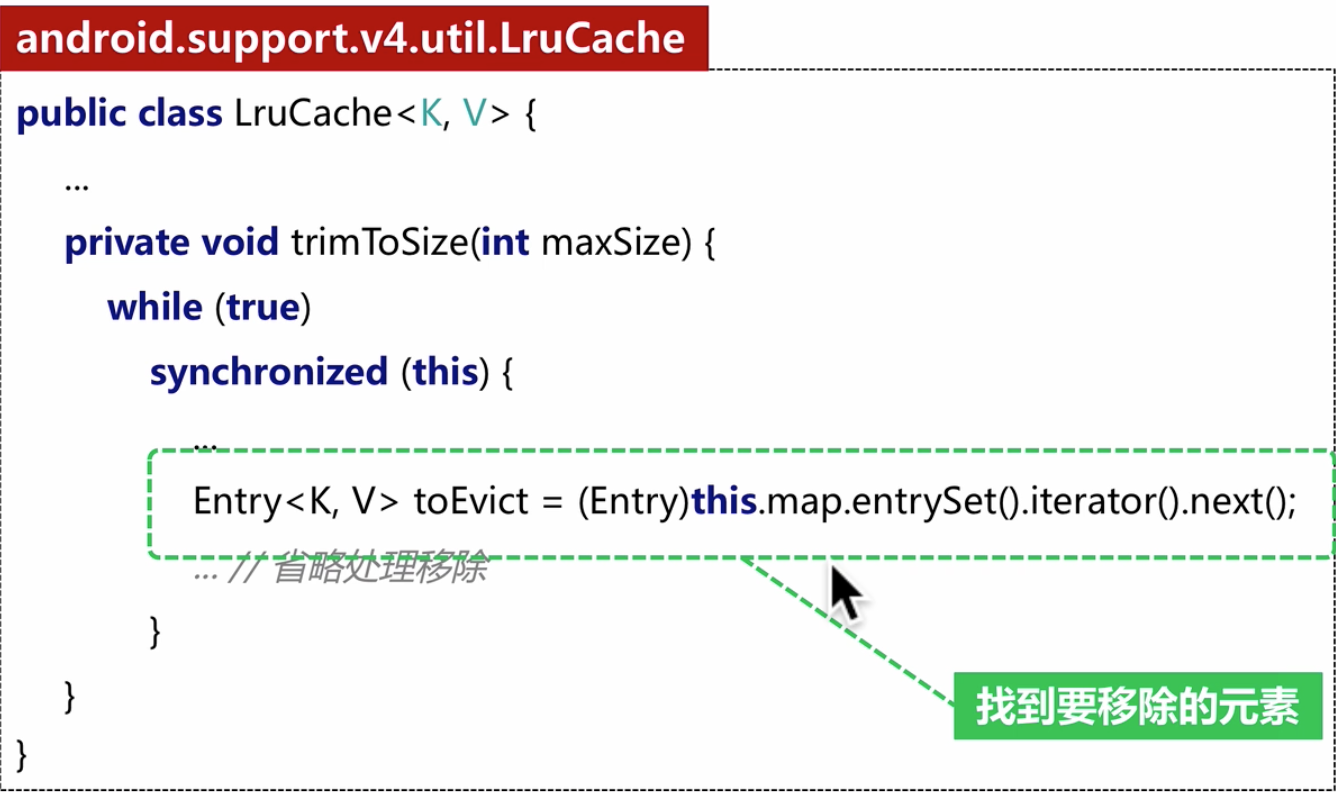 android.support.v4.util.LruCache
public class LruCache<K, V> {
...
private void trimToSize(int maxSize) {
while (true)
synchronized (this) {
...
Entry<K, V> toEvict = (Entry)this.map.entrySet().iterator().next();
... // 省略处理移除
}
}
}
找到要移除的元素